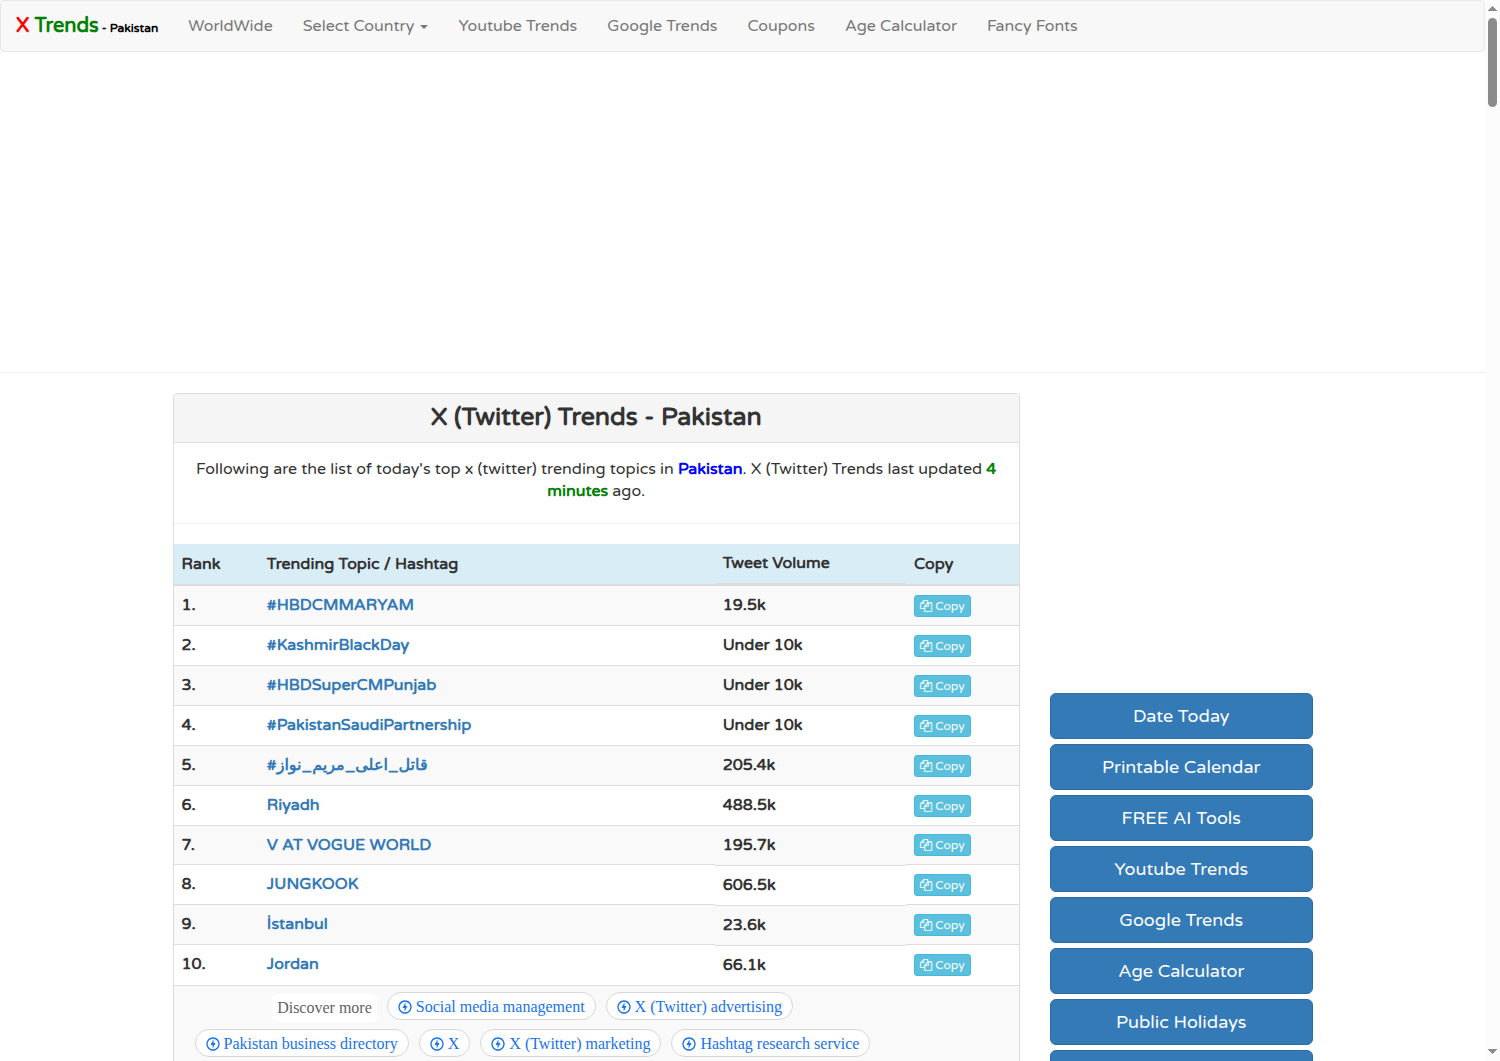 X Trends - Pakistan WorldWide Select Country Youtube Trends Google Trends Coupons Age Calculator Fancy Fonts
X (Twitter) Trends - Pakistan
Following are the list of today's top x (twitter) trending topics in Pakistan. X (Twitter) Trends last updated 4
minutes ago.
Rank Trending Topic / Hashtag Tweet Volume Copy
1. #HBDCMMARYAM 19.5k Copy
2. #KashmirBlackDay Under 10k Copy
3. #HBDSuperCMPunjab Under 10k Copy
4. #PakistanSaudiPartnership Under 10k Copy
5. #قاتل_اعلی_مریم_نواز 205.4k Copy
6. Riyadh 488.5k Copy
7. V AT VOGUE WORLD 195.7k Copy
8. JUNGKOOK 606.5k Copy
9. İstanbul 23.6k Copy
10. Jordan 66.1k Copy
Discover more Social media management X (Twitter) advertising
Pakistan business directory X X (Twitter) marketing Hashtag research service
Date Today
Printable Calendar
FREE AI Tools
Youtube Trends
Google Trends
Age Calculator
Public Holidays